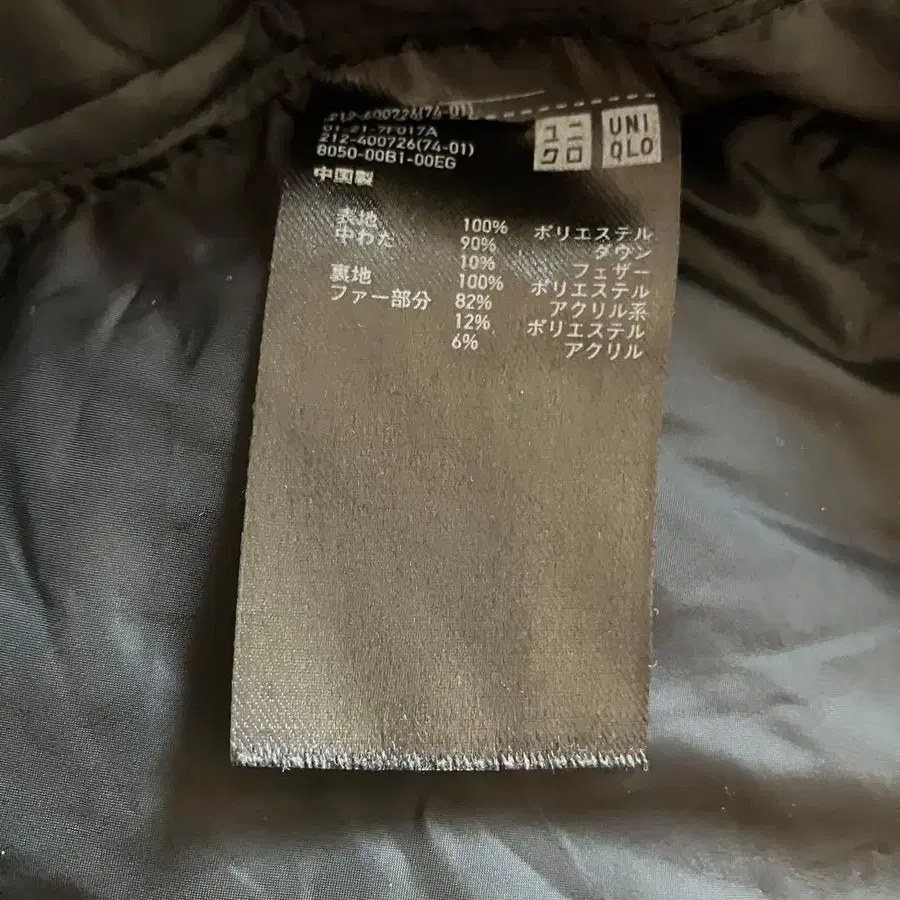 212-400726(74-01)
01-21-7F017A
212-400726(74-01)
8050-00B1-00EG
中国製
ユニ
クロ
UNI
QLO
表地 100% ポリエステル
中わた 90% ダウン
10% フェザー
裏地 100% ポリエステル
ファー部分 82% アクリル系
12% ポリエステル
6% アクリル